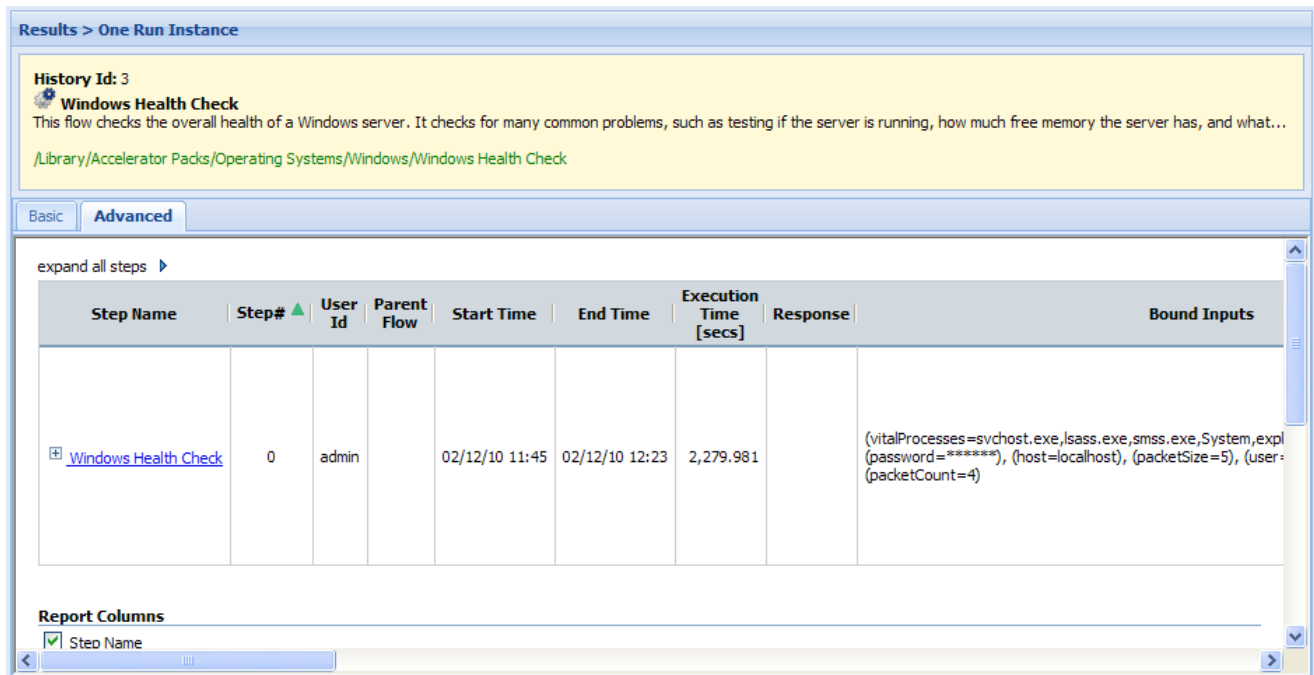 Results > One Run Instance
History Id: 3
Windows Health Check
This flow checks the overall health of a Windows server. It checks for many common problems, such as testing if the server is running, how much free memory the server has, and what...
/Library/Accelerator Packs/Operating Systems/Windows/Windows Health Check
Basic Advanced
expand all steps
Step Name Step# User Id Parent Flow Start Time End Time Execution Time [secs] Response Bound Inputs
Windows Health Check 0 admin 02/12/10 11:45 02/12/10 12:23 2,279.981
(vitalProcesses=svchost.exe,lsass.exe,smss.exe,System,expl
(password=******), (host=localhost), (packetSize=5), (user=
(packetCount=4)
Report Columns
Step Name